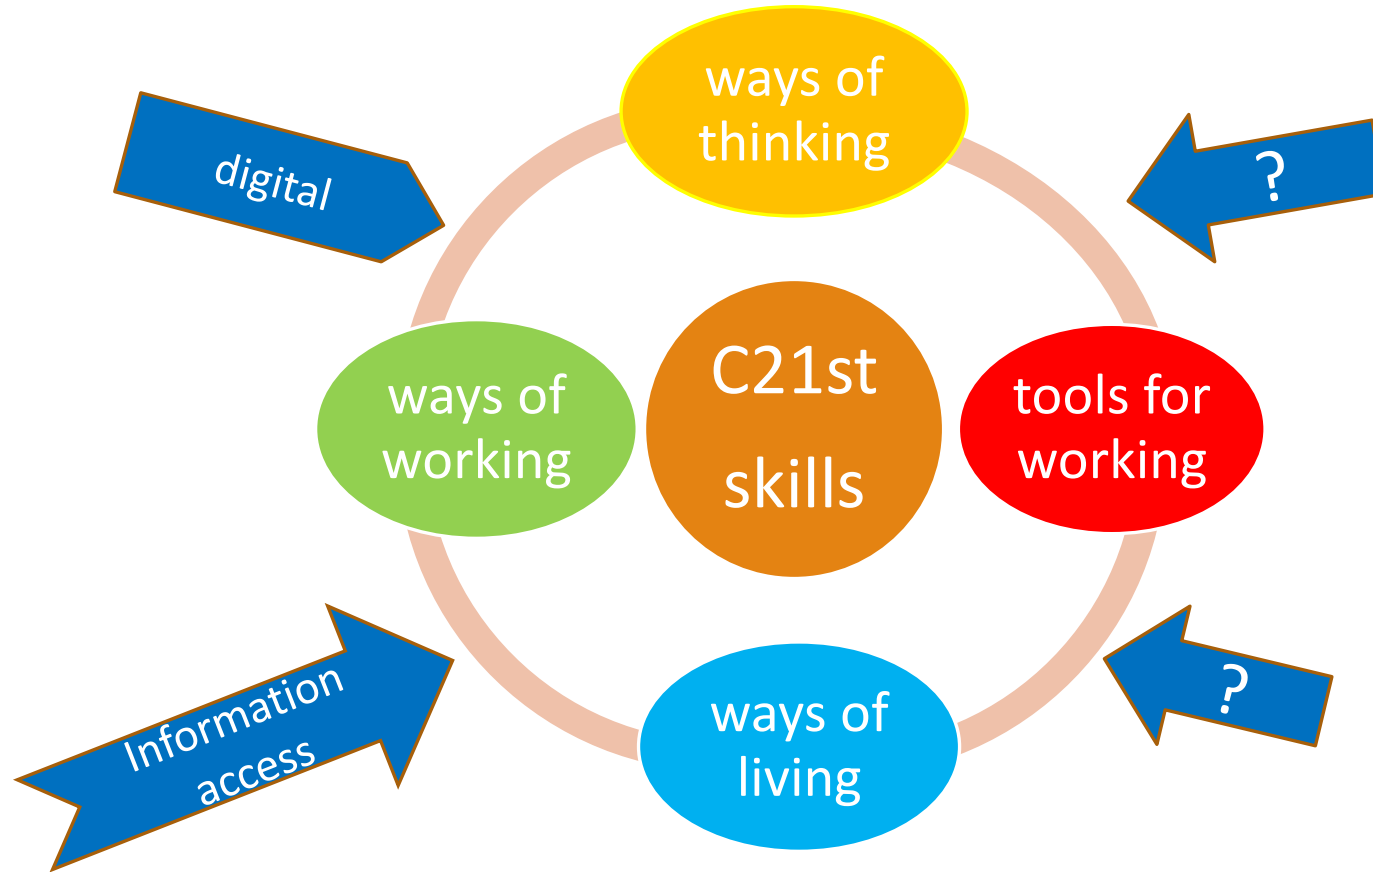 ways of
thinking
digital
?
C21st
skills
ways of
working
tools for
working
Information
access
?
ways of
living